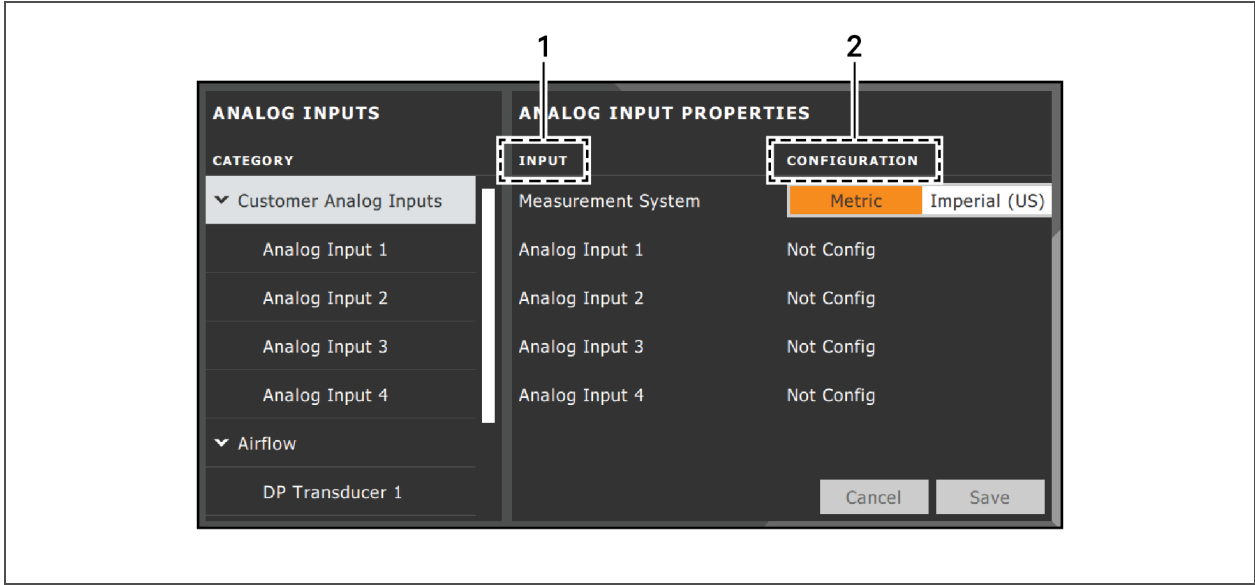 1 2
ANALOG INPUTS
CATEGORY
Customer Analog Inputs
Analog Input 1
Analog Input 2
Analog Input 3
Analog Input 4
Airflow
DP Transducer 1
ANALOG INPUT PROPERTIES
INPUT CONFIGURATION
Measurement System Metric Imperial (US)
Analog Input 1 Not Config
Analog Input 2 Not Config
Analog Input 3 Not Config
Analog Input 4 Not Config
Cancel Save